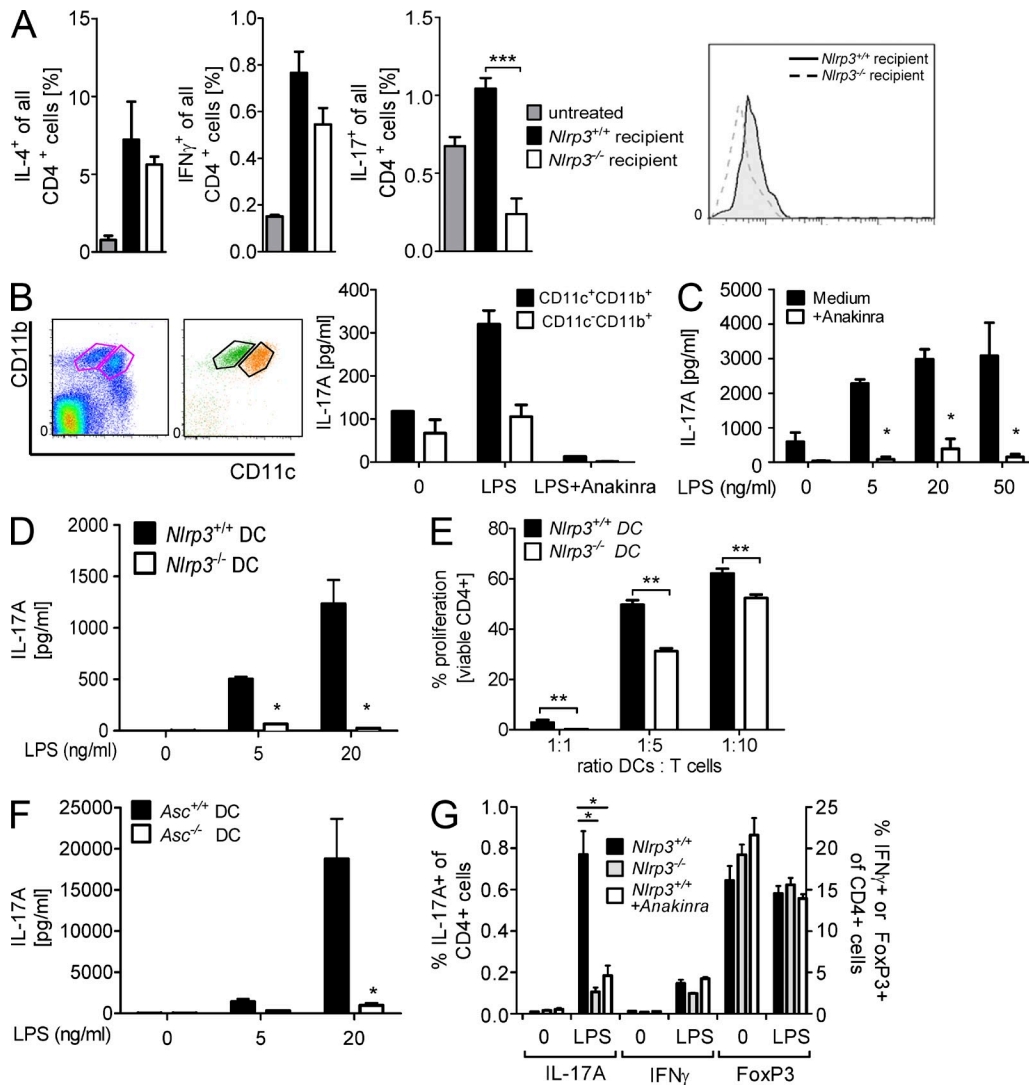 A
IL-4+ of all
CD4 + cells [%]
15
10
5
0
IFNγ+ of all
CD4 + cells [%]
1.0
0.8
0.6
0.4
0.2
0.0
IL-17+ of all
CD4 + cells [%]
1.5
1.0
0.5
0.0
***
untreated
Nlrp3+/+ recipient
Nlrp3-/- recipient
Nlrp3+/+ recipient
Nlrp3-/- recipient
0
B
CD11b
0
0
CD11c
IL-17A [pg/ml]
400
300
200
100
0
CD11c+CD11b+
CD11c-CD11b+
0 LPS LPS+Anakinra
C
IL-17A [pg/ml]
5000
4000
3000
2000
1000
0
Medium
+Anakinra
* * *
LPS (ng/ml) 0 5 20 50
D
IL-17A
[pg/ml]
2000
1500
1000
500
0
Nlrp3+/+ DC
Nlrp3-/- DC
* *
LPS (ng/ml) 0 5 20
E
% proliferation
[viable CD4+]
80
60
40
20
0
Nlrp3+/+ DC
Nlrp3-/- DC
** ** **
1:1 1:5 1:10
ratio DCs : T cells
F
IL-17A
[pg/ml]
25000
20000
15000
10000
5000
0
Asc+/+ DC
Asc-/- DC
*
LPS (ng/ml) 0 5 20
G
% IL-17A+ of
CD4+ cells
1.0
0.8
0.6
0.4
0.2
0.0
*
*
Nlrp3+/+
Nlrp3-/-
Nlrp3+/+
+Anakinra
25
20
15
10
5
0
% IFNγ+ or FoxP3+
of CD4+ cells
0 LPS 0 LPS 0 LPS
IL-17A IFNγ FoxP3